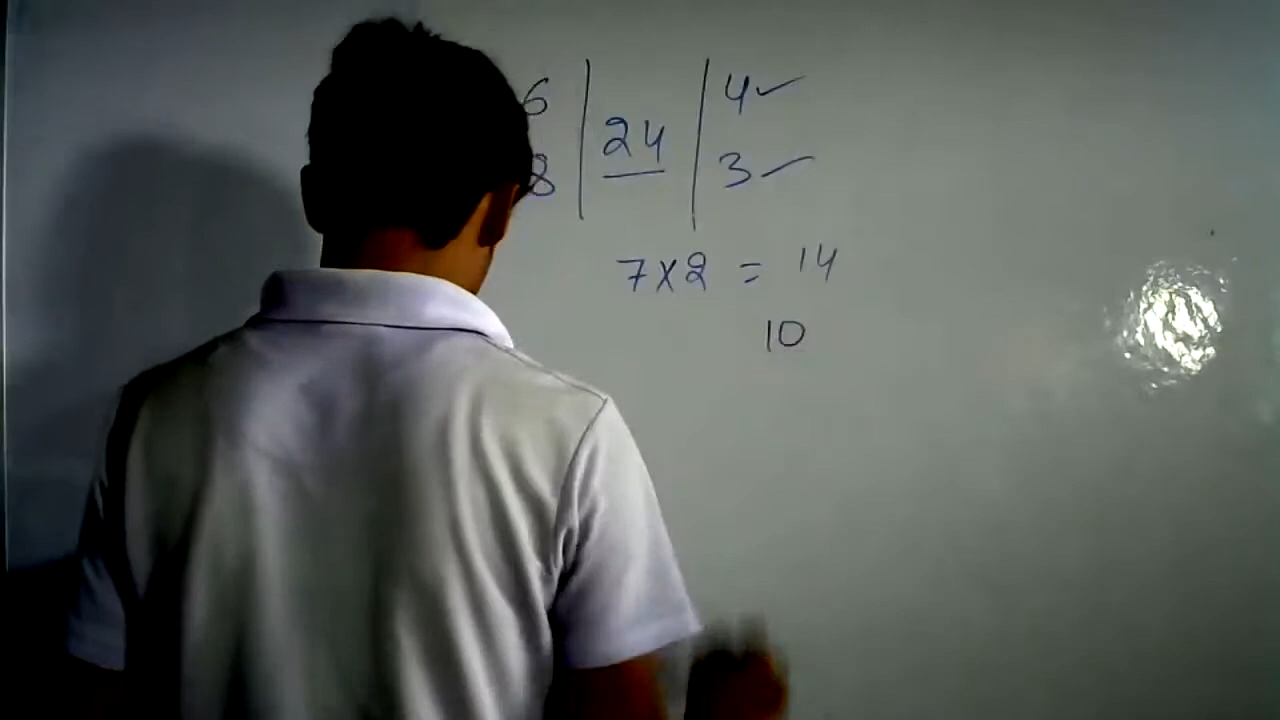 6 | 24 | 4 ✓
8 | | 3 ✓
7 x 2 = 14
10